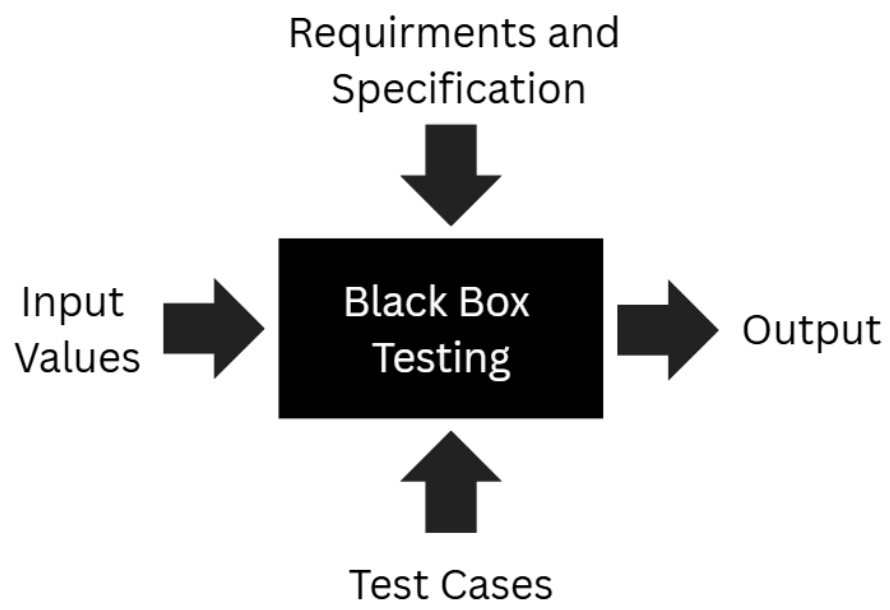 Requirments and
Specification
Input
Values
Black Box
Testing
Output
Test Cases